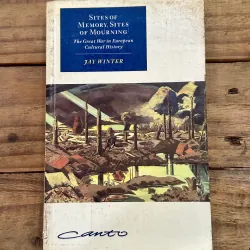 SITES OF
MEMORY, SITES
OF MOURNING
The Great War in European
Cultural History
JAY WINTER
Canto